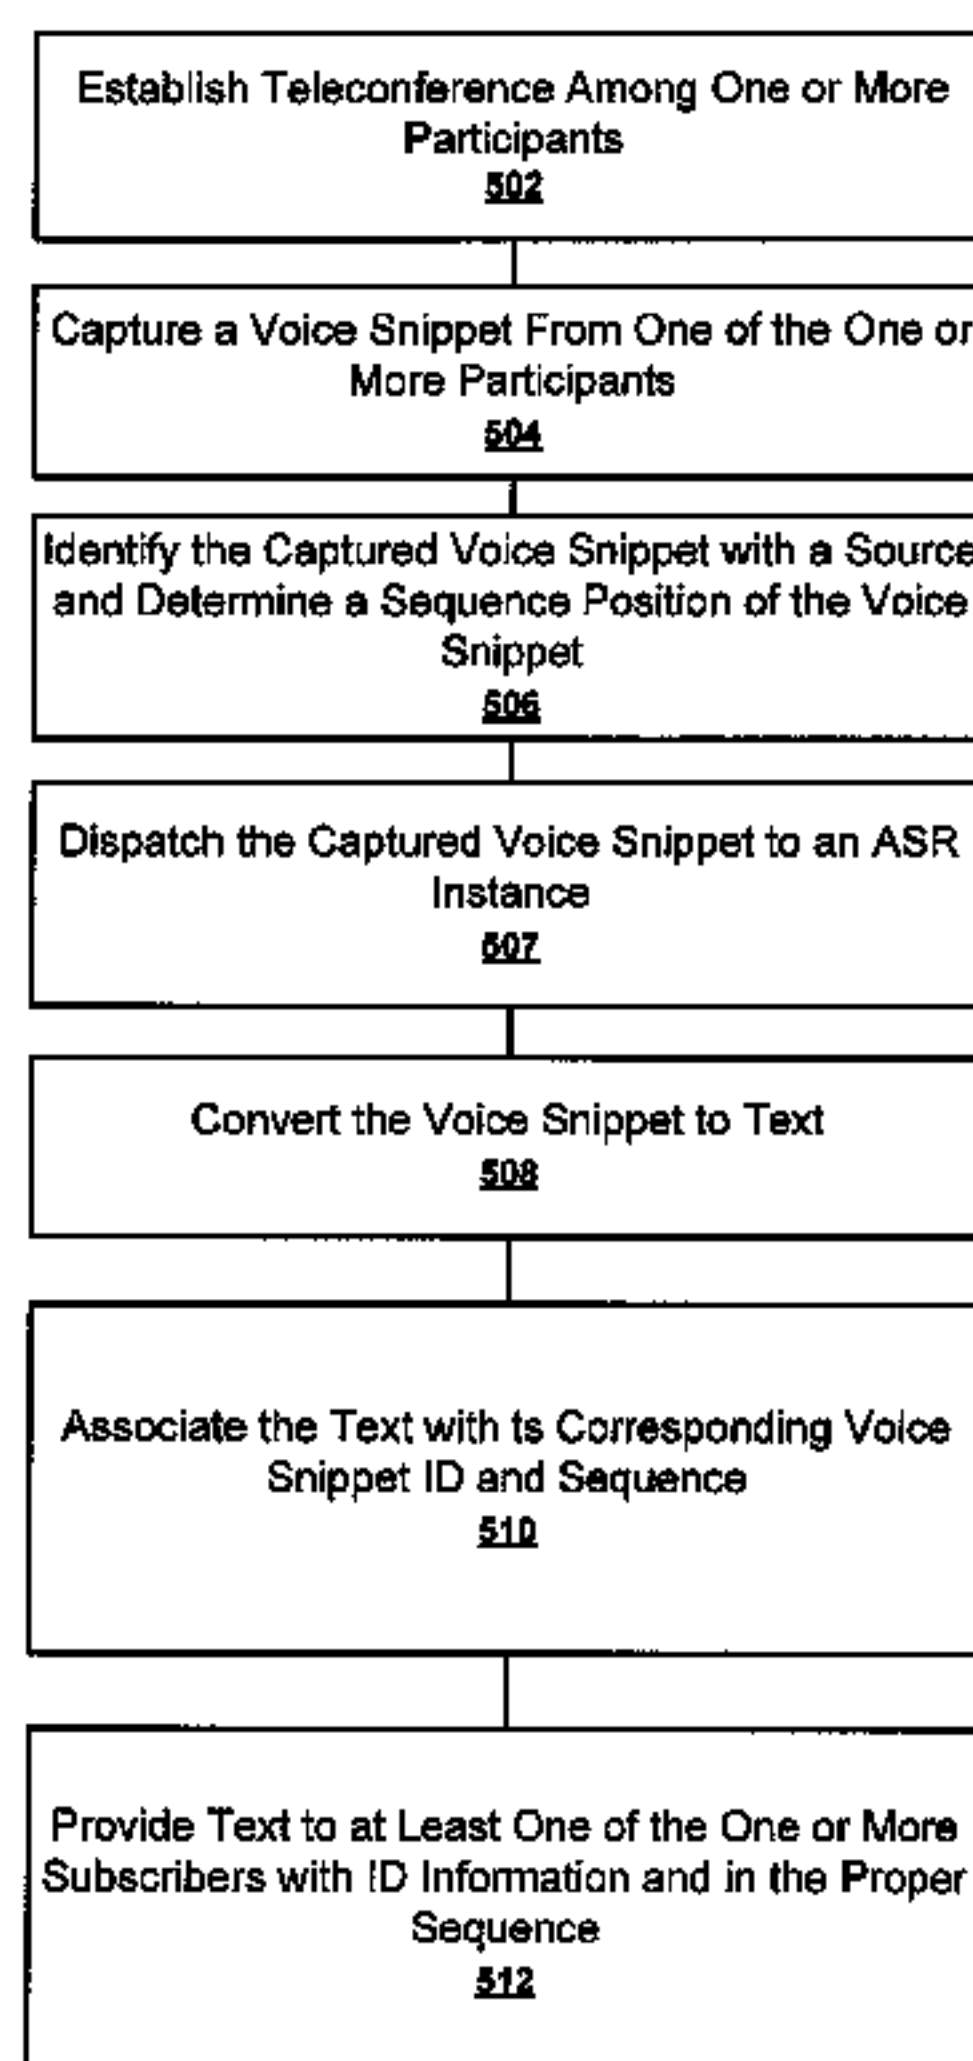 Establish Teleconference Among One or More
Participants
502
Capture a Voice Snippet From One of the One or
More Participants
504
Identify the Captured Voice Snippet with a Source
and Determine a Sequence Position of the Voice
Snippet
506
Dispatch the Captured Voice Snippet to an ASR
Instance
507
Convert the Voice Snippet to Text
508
Associate the Text with ts Corresponding Voice
Snippet ID and Sequence
510
Provide Text to at Least One of the One or More
Subscribers with ID Information and in the Proper
Sequence
512